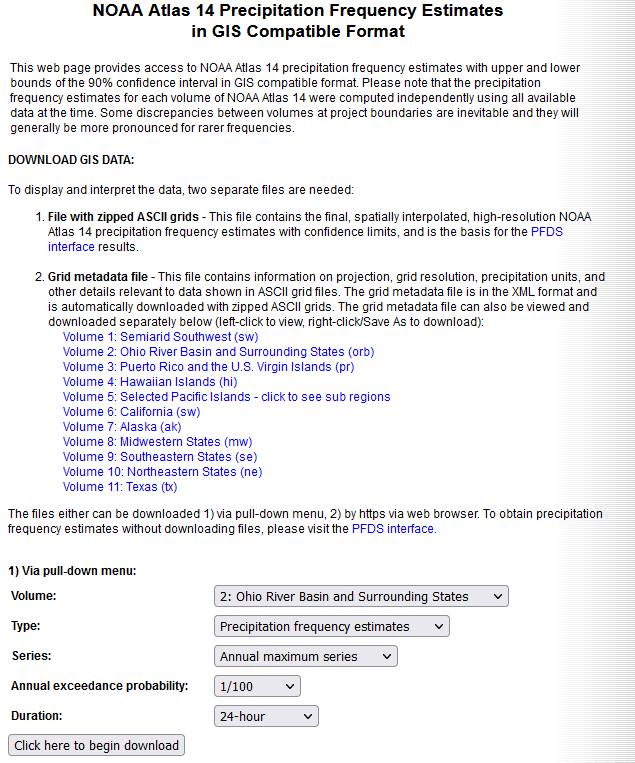 NOAA Atlas 14 Precipitation Frequency Estimates
in GIS Compatible Format
This web page provides access to NOAA Atlas 14 precipitation frequency estimates with upper and lower
bounds of the 90% confidence interval in GIS compatible format. Please note that the precipitation
frequency estimates for each volume of NOAA Atlas 14 were computed independently using all available
data at the time. Some discrepancies between volumes at project boundaries are inevitable and they will
generally be more pronounced for rarer frequencies.
DOWNLOAD GIS DATA:
To display and interpret the data, two separate files are needed:
1. File with zipped ASCII grids - This file contains the final, spatially interpolated, high-resolution NOAA
Atlas 14 precipitation frequency estimates with confidence limits, and is the basis for the PFDS
interface results.
2. Grid metadata file - This file contains information on projection, grid resolution, precipitation units, and
other details relevant to data shown in ASCII grid files. The grid metadata file is in the XML format and
is automatically downloaded with zipped ASCII grids. The grid metadata file can also be viewed and
downloaded separately below (left-click to view, right-click/Save As to download):
Volume 1: Semiarid Southwest (sw)
Volume 2: Ohio River Basin and Surrounding States (orb)
Volume 3: Puerto Rico and the U.S. Virgin Islands (pr)
Volume 4: Hawaiian Islands (hi)
Volume 5: Selected Pacific Islands - click to see sub regions
Volume 6: California (sw)
Volume 7: Alaska (ak)
Volume 8: Midwestern States (mw)
Volume 9: Southeastern States (se)
Volume 10: Northeastern States (ne)
Volume 11: Texas (tx)
The files either can be downloaded 1) via pull-down menu, 2) by https via web browser. To obtain precipitation
frequency estimates without downloading files, please visit the PFDS interface.
1) Via pull-down menu:
Volume: 2: Ohio River Basin and Surrounding States
Type: Precipitation frequency estimates
Series: Annual maximum series
Annual exceedance probability: 1/100
Duration: 24-hour
Click here to begin download